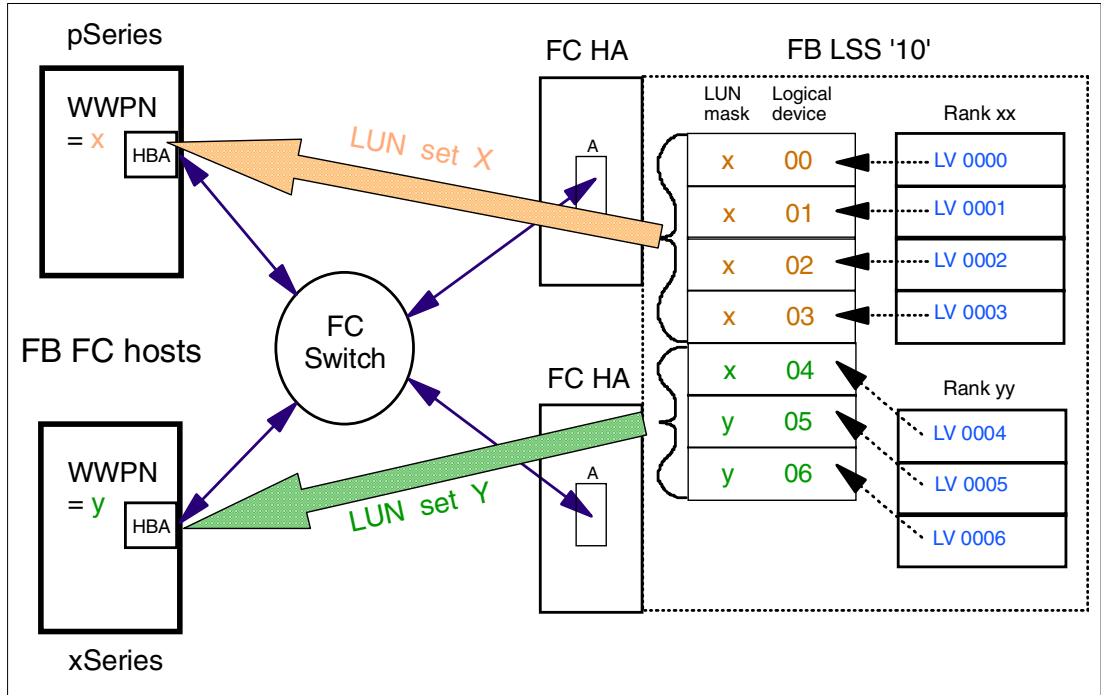 pSeries
WWPN
= x
HBA
FB FC hosts
WWPN
= y
HBA
xSeries
LUN set X
FC
Switch
LUN set Y
FC HA
A
FC HA
A
FB LSS '10'
LUN
mask
Logical
device
x 00
x 01
x 02
x 03
x 04
y 05
y 06
Rank xx
LV 0000
LV 0001
LV 0002
LV 0003
Rank yy
LV 0004
LV 0005
LV 0006